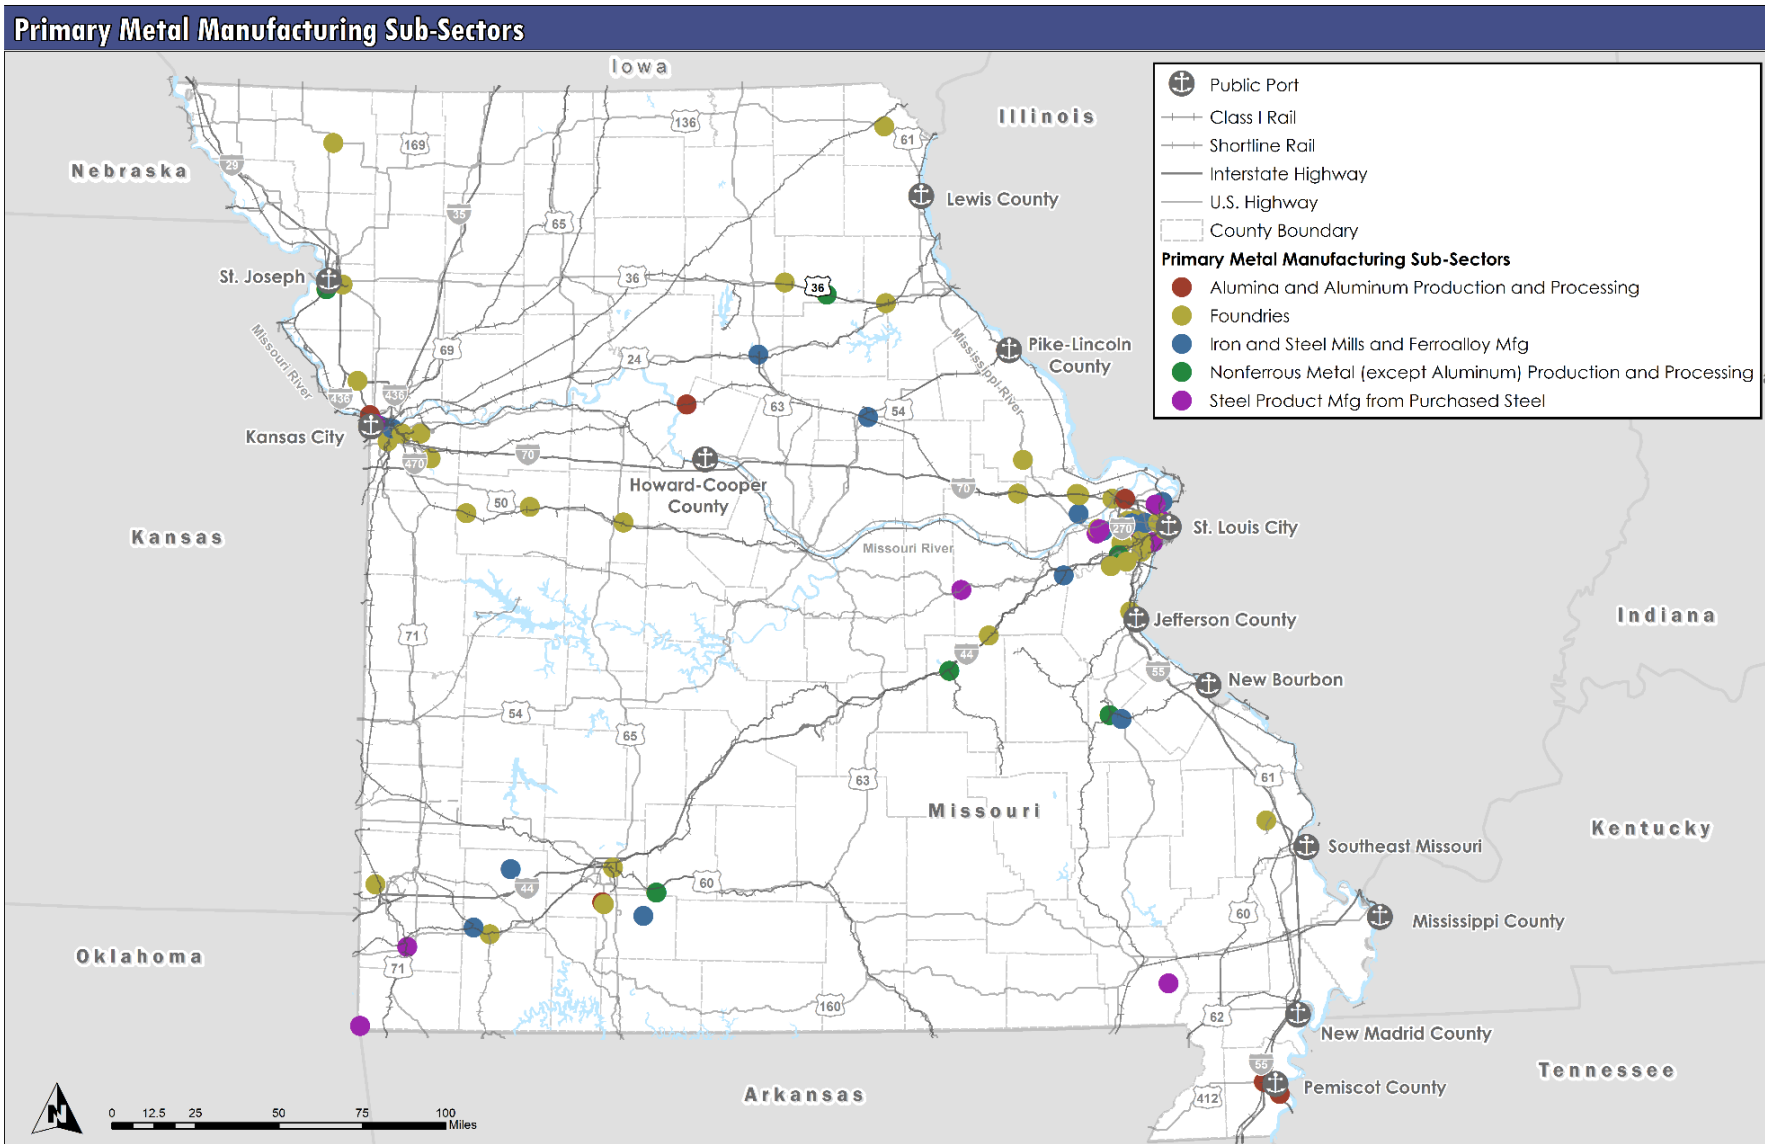 Primary Metal Manufacturing Sub-Sectors
Iowa
Illinois
Nebraska
Kansas
Oklahoma
Arkansas
Missouri
Indiana
Kentucky
Tennessee
Public Port
Class I Rail
Shortline Rail
Interstate Highway
U.S. Highway
County Boundary
Primary Metal Manufacturing Sub-Sectors
Alumina and Aluminum Production and Processing
Foundries
Iron and Steel Mills and Ferroalloy Mfg
Nonferrous Metal (except Aluminum) Production and Processing
Steel Product Mfg from Purchased Steel
136
169
61
29
35
65
Lewis County
St. Joseph
36
36
Missouri River
69
24
Mississippi River
Pike-Lincoln
County
436
435
63
54
Kansas City
470
70
Howard-Cooper
County
70
50
270
St. Louis City
Missouri River
71
Jefferson County
44
55
New Bourbon
54
65
63
61
Southeast Missouri
44
60
60
Mississippi County
71
160
62
New Madrid County
55
Pemiscot County
412
N
0
12.5
25
50
75
100
Miles